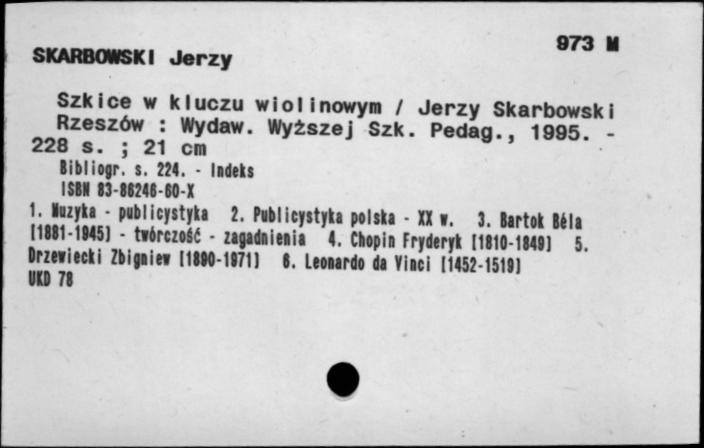 973 M
SKARBOWSKI Jerzy
Szkice w kluczu wiolinowym / Jerzy Skarbowski
Rzeszów : Wydaw. Wyższej Szk. Pedag., 1995. -
228 s. ; 21 cm
Bibliogr. s. 224. - Indeks
ISBN 83-86246-60-X
1. Muzyka - publicystyka 2. Publicystyka polska - XX w. 3. Bartok Béla
[1881-1945] - twórczość - zagadnienia 4. Chopin Fryderyk [1810-1849] 5.
Drzewiecki Zbigniew [1890-1971] 6. Leonardo da Vinci [1452-1519]
UKD 78